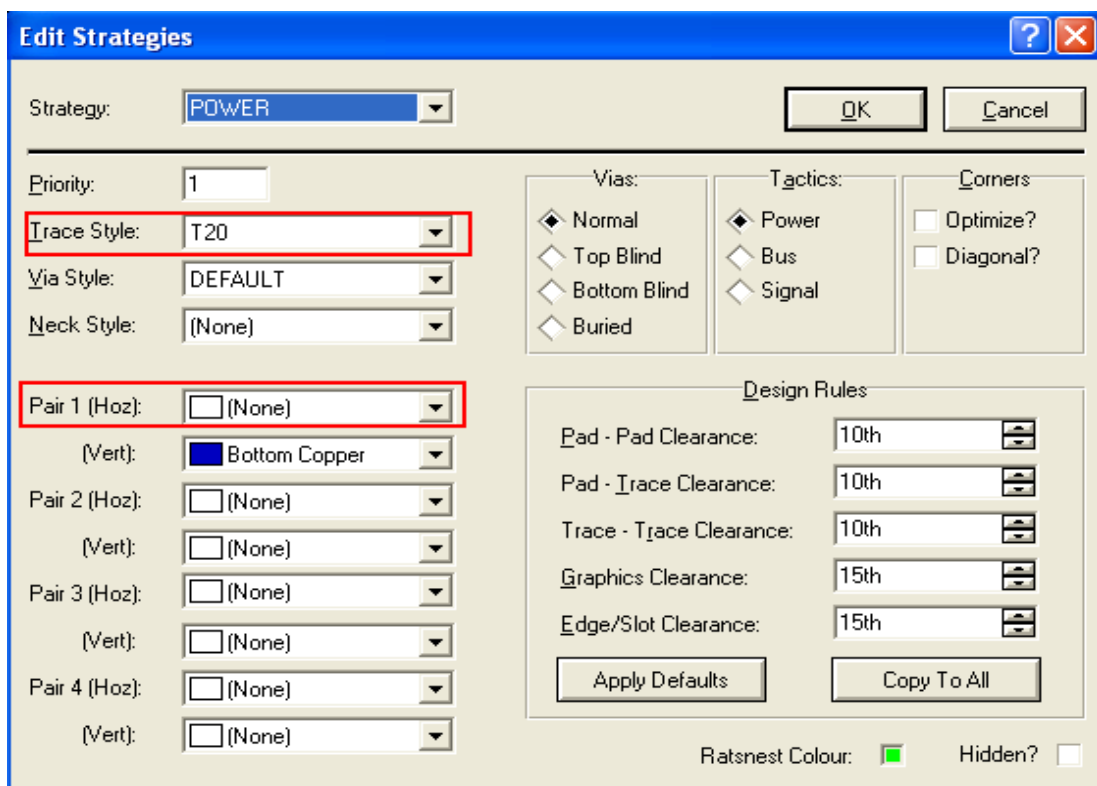 Edit Strategies
Strategy: POWER
OK Cancel
Priority: 1
Trace Style: T20
Via Style: DEFAULT
Neck Style: (None)
Vias:
Normal
Top Blind
Bottom Blind
Buried
Tactics:
Power
Bus
Signal
Corners
Optimize?
Diagonal?
Pair 1 (Hoz): (None)
(Vert): Bottom Copper
Pair 2 (Hoz): (None)
(Vert): (None)
Pair 3 (Hoz): (None)
(Vert): (None)
Pair 4 (Hoz): (None)
(Vert): (None)
Design Rules
Pad - Pad Clearance: 10th
Pad - Trace Clearance: 10th
Trace - Trace Clearance: 10th
Graphics Clearance: 15th
Edge/Slot Clearance: 15th
Apply Defaults Copy To All
Ratsnest Colour: Hidden?